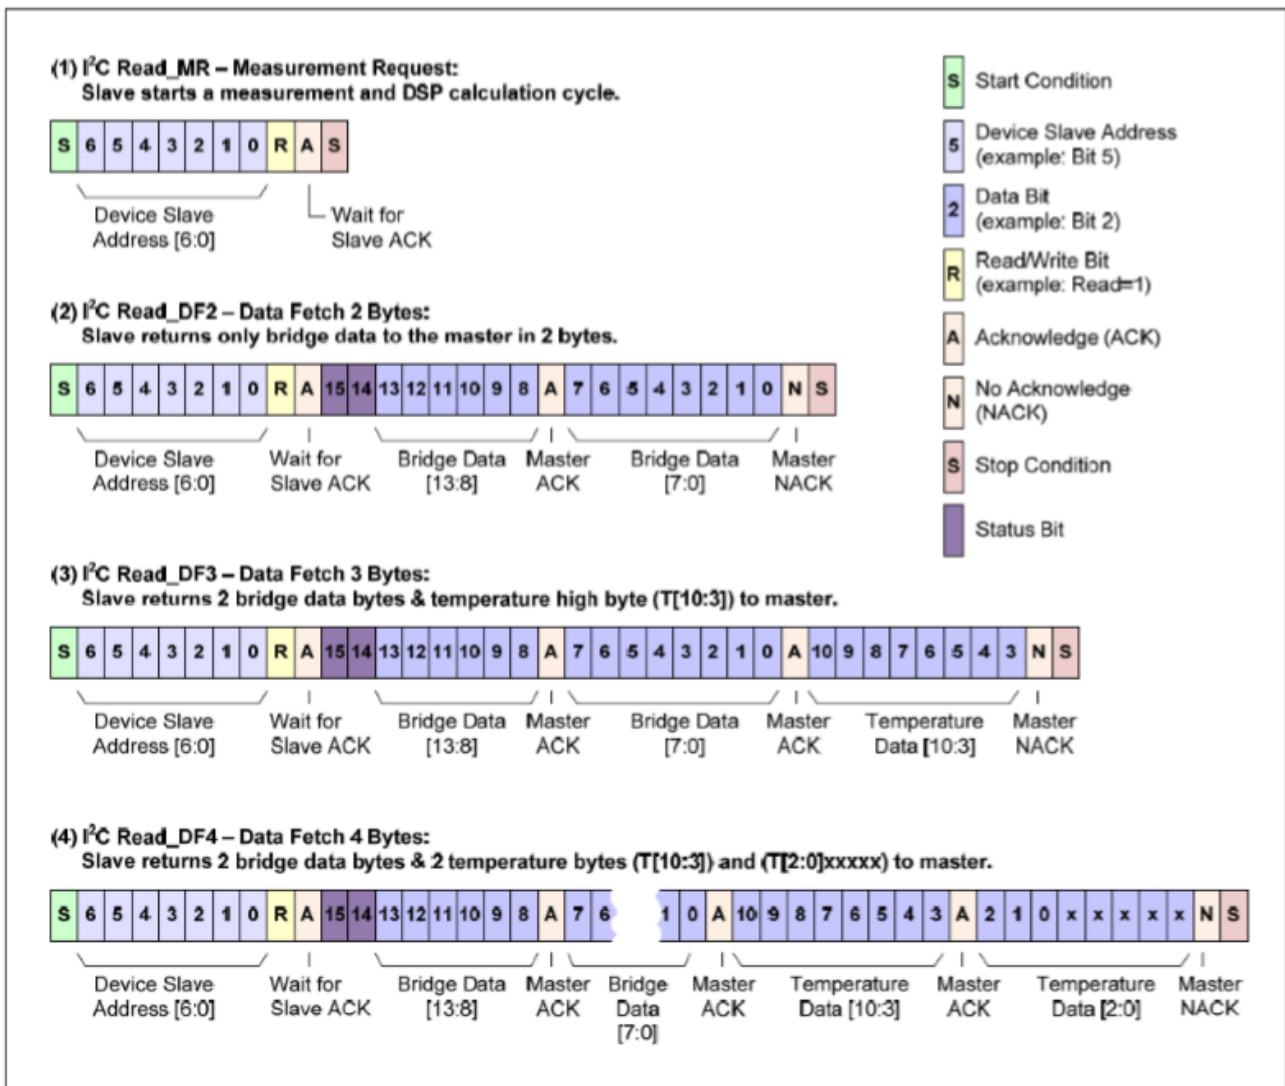 (1) I²C Read_MR – Measurement Request:
Slave starts a measurement and DSP calculation cycle.
S 6 5 4 3 2 1 0 R A S
Device Slave
Address [6:0]
Wait for
Slave ACK
(2) I²C Read_DF2 – Data Fetch 2 Bytes:
Slave returns only bridge data to the master in 2 bytes.
S 6 5 4 3 2 1 0 R A 15 14 13 12 11 10 9 8 A 7 6 5 4 3 2 1 0 N S
Device Slave
Address [6:0]
Wait for
Slave ACK
Bridge Data
[13:8]
Master
ACK
Bridge Data
[7:0]
Master
NACK
(3) I²C Read_DF3 – Data Fetch 3 Bytes:
Slave returns 2 bridge data bytes & temperature high byte (T[10:3]) to master.
S 6 5 4 3 2 1 0 R A 15 14 13 12 11 10 9 8 A 7 6 5 4 3 2 1 0 A 10 9 8 7 6 5 4 3 N S
Device Slave
Address [6:0]
Wait for
Slave ACK
Bridge Data
[13:8]
Master
ACK
Bridge Data
[7:0]
Master
ACK
Temperature
Data [10:3]
Master
NACK
(4) I²C Read_DF4 – Data Fetch 4 Bytes:
Slave returns 2 bridge data bytes & 2 temperature bytes (T[10:3]) and (T[2:0]xxxxx) to master.
S 6 5 4 3 2 1 0 R A 15 14 13 12 11 10 9 8 A 7 6 1 0 A 10 9 8 7 6 5 4 3 A 2 1 0 x x x x x N S
Device Slave
Address [6:0]
Wait for
Slave ACK
Bridge Data
[13:8]
Master
ACK
Bridge
Data
[7:0]
Master
ACK
Temperature
Data [10:3]
Master
ACK
Temperature
Data [2:0]
Master
NACK
S Start Condition
5 Device Slave Address
(example: Bit 5)
2 Data Bit
(example: Bit 2)
R Read/Write Bit
(example: Read=1)
A Acknowledge (ACK)
N No Acknowledge
(NACK)
S Stop Condition
Status Bit